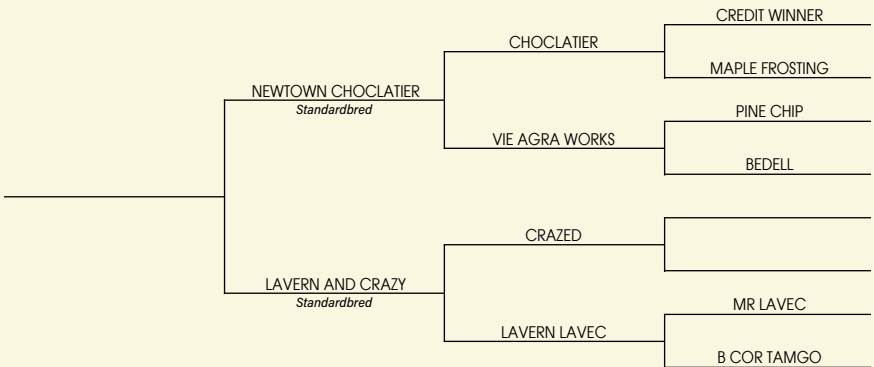 CREDIT WINNER
CHOCLATIER
MAPLE FROSTING
NEWTOWN CHOCLATIER
Standardbred
PINE CHIP
VIE AGRA WORKS
BEDELL
CRAZED
LAVERN AND CRAZY
Standardbred
MR LAVEC
LAVERN LAVEC
B COR TAMGO